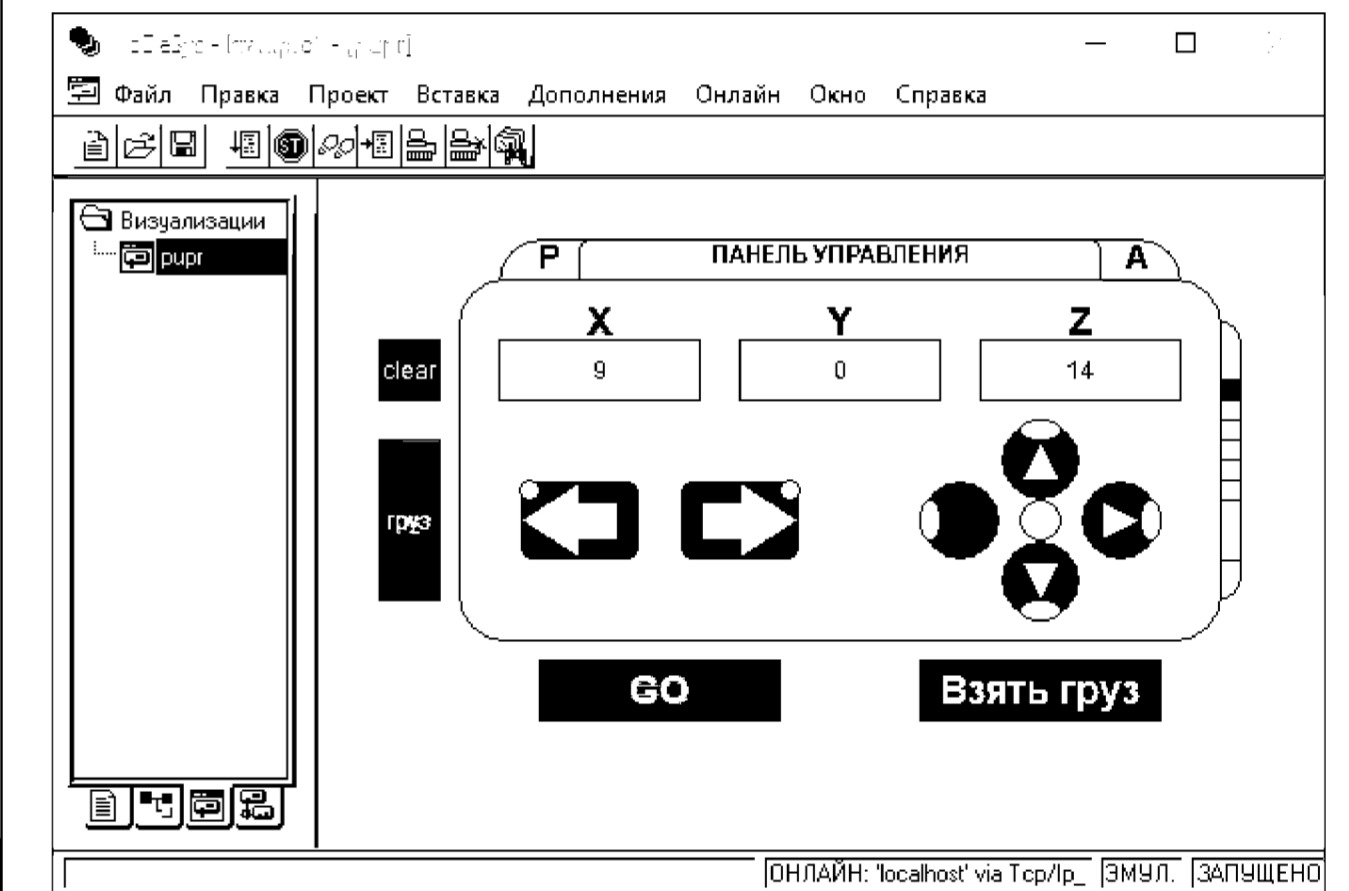 Файл Правка Проект Вставка Дополнения Онлайн Окно Справка
ST
Визуализации
pupr
P ПАНЕЛЬ УПРАВЛЕНИЯ A
X Y Z
clear 9 0 14
груз
GO Взять груз
ОНЛАЙН: 'localhost' via Tcp/Ip_ ЭМУЛ. ЗАПУЩЕНО